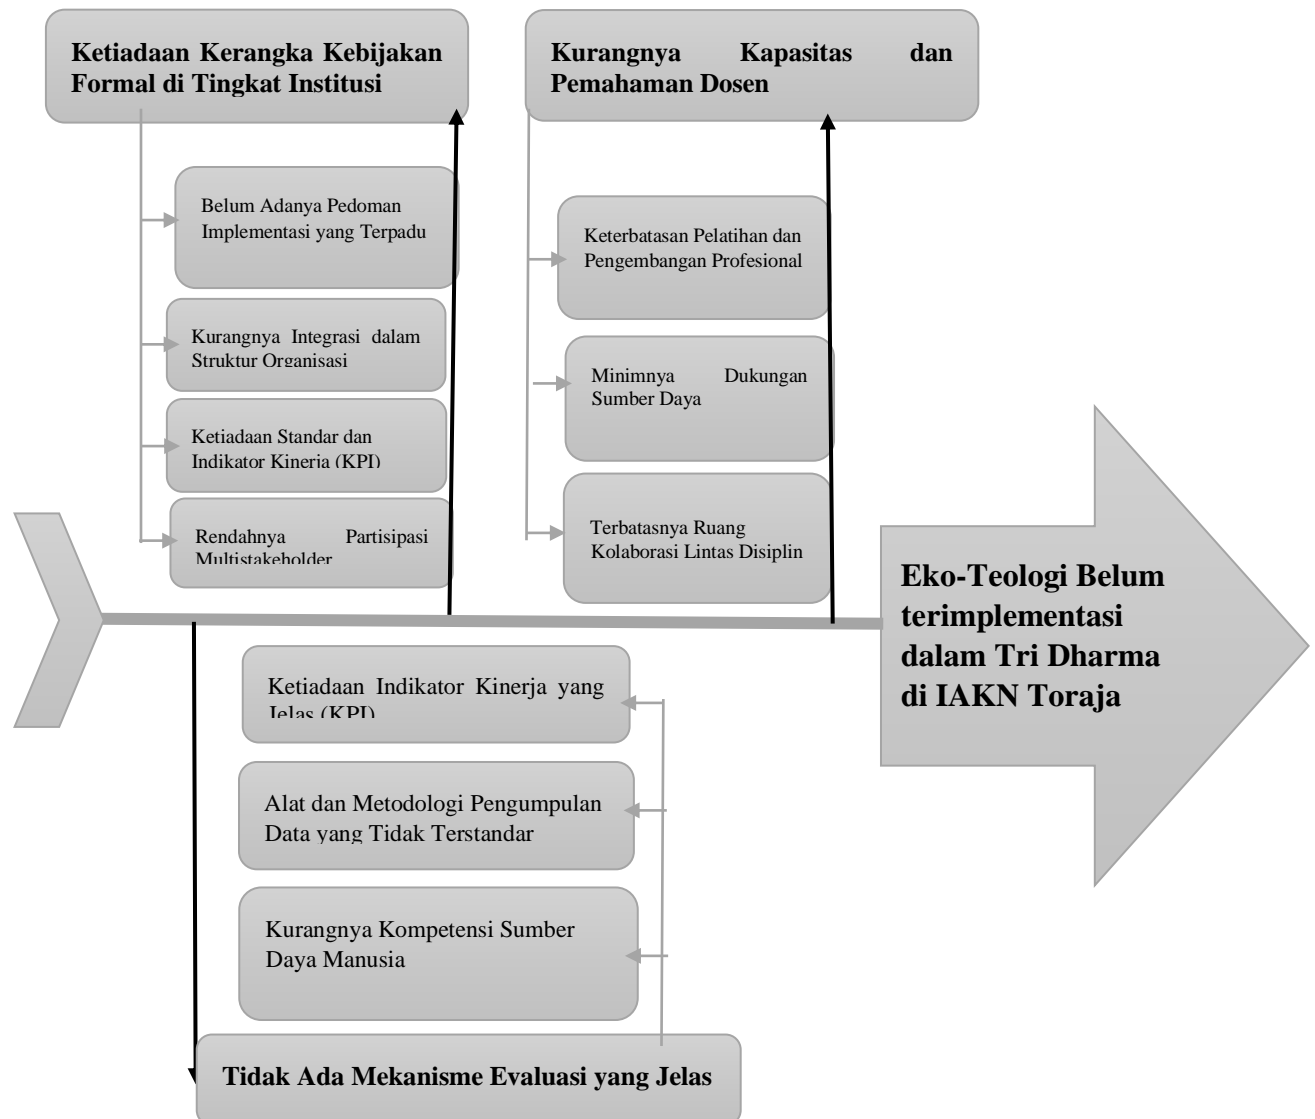 Ketiadaan Kerangka Kebijakan
Formal di Tingkat Institusi
Belum Adanya Pedoman
Implementasi yang Terpadu
Kurangnya Integrasi dalam
Struktur Organisasi
Ketiadaan Standar dan
Indikator Kinerja (KPI)
Rendahnya Partisipasi
Multistakeholder
Kurangnya Kapasitas dan
Pemahaman Dosen
Keterbatasan Pelatihan dan
Pengembangan Profesional
Minimnya Dukungan
Sumber Daya
Terbatasnya Ruang
Kolaborasi Lintas Disiplin
Eko-Teologi Belum
terimplementasi
dalam Tri Dharma
di IAKN Toraja
Ketiadaan Indikator Kinerja yang
Jelas (KPI)
Alat dan Metodologi Pengumpulan
Data yang Tidak Terstandar
Kurangnya Kompetensi Sumber
Daya Manusia
Tidak Ada Mekanisme Evaluasi yang Jelas